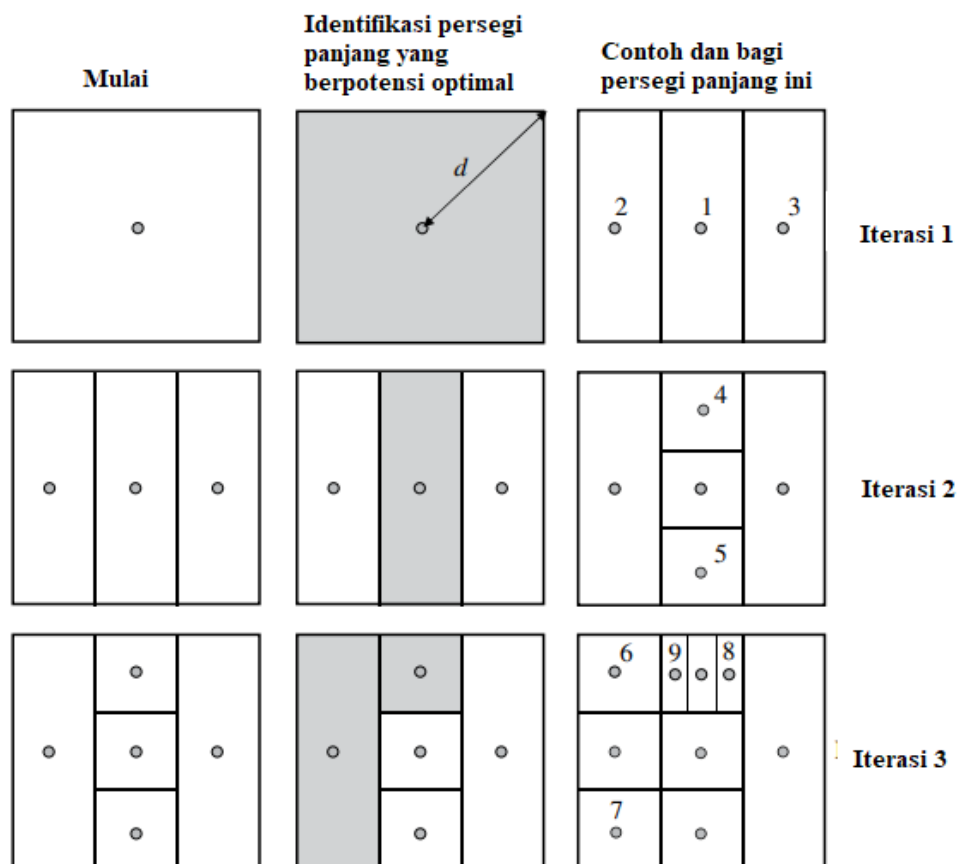 Mulai
Identifikasi persegi
panjang yang
berpotensi optimal
Contoh dan bagi
persegi panjang ini
d
2
1
3
Iterasi 1
4
5
Iterasi 2
6
9
8
7
Iterasi 3